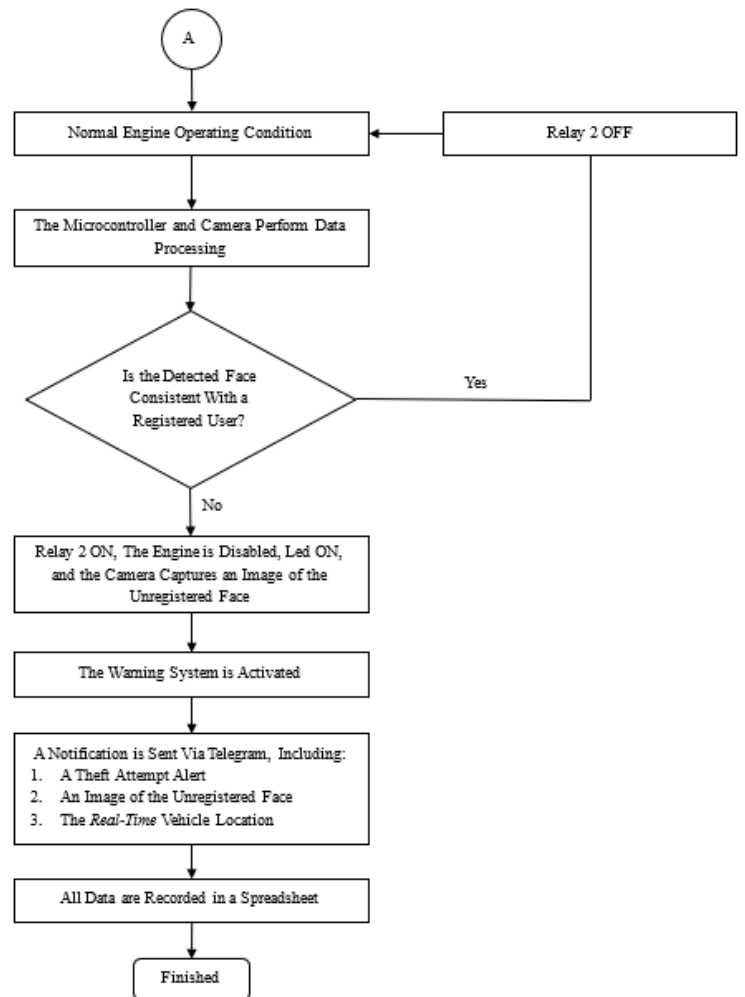 A
Normal Engine Operating Condition
Relay 2 OFF
The Microcontroller and Camera Perform Data
Processing
Is the Detected Face
Consistent With a
Registered User?
Yes
No
Relay 2 ON, The Engine is Disabled, Led ON,
and the Camera Captures an Image of the
Unregistered Face
The Warning System is Activated
A Notification is Sent Via Telegram, Including:
1. A Theft Attempt Alert
2. An Image of the Unregistered Face
3. The Real-Time Vehicle Location
All Data are Recorded in a Spreadsheet
Finished